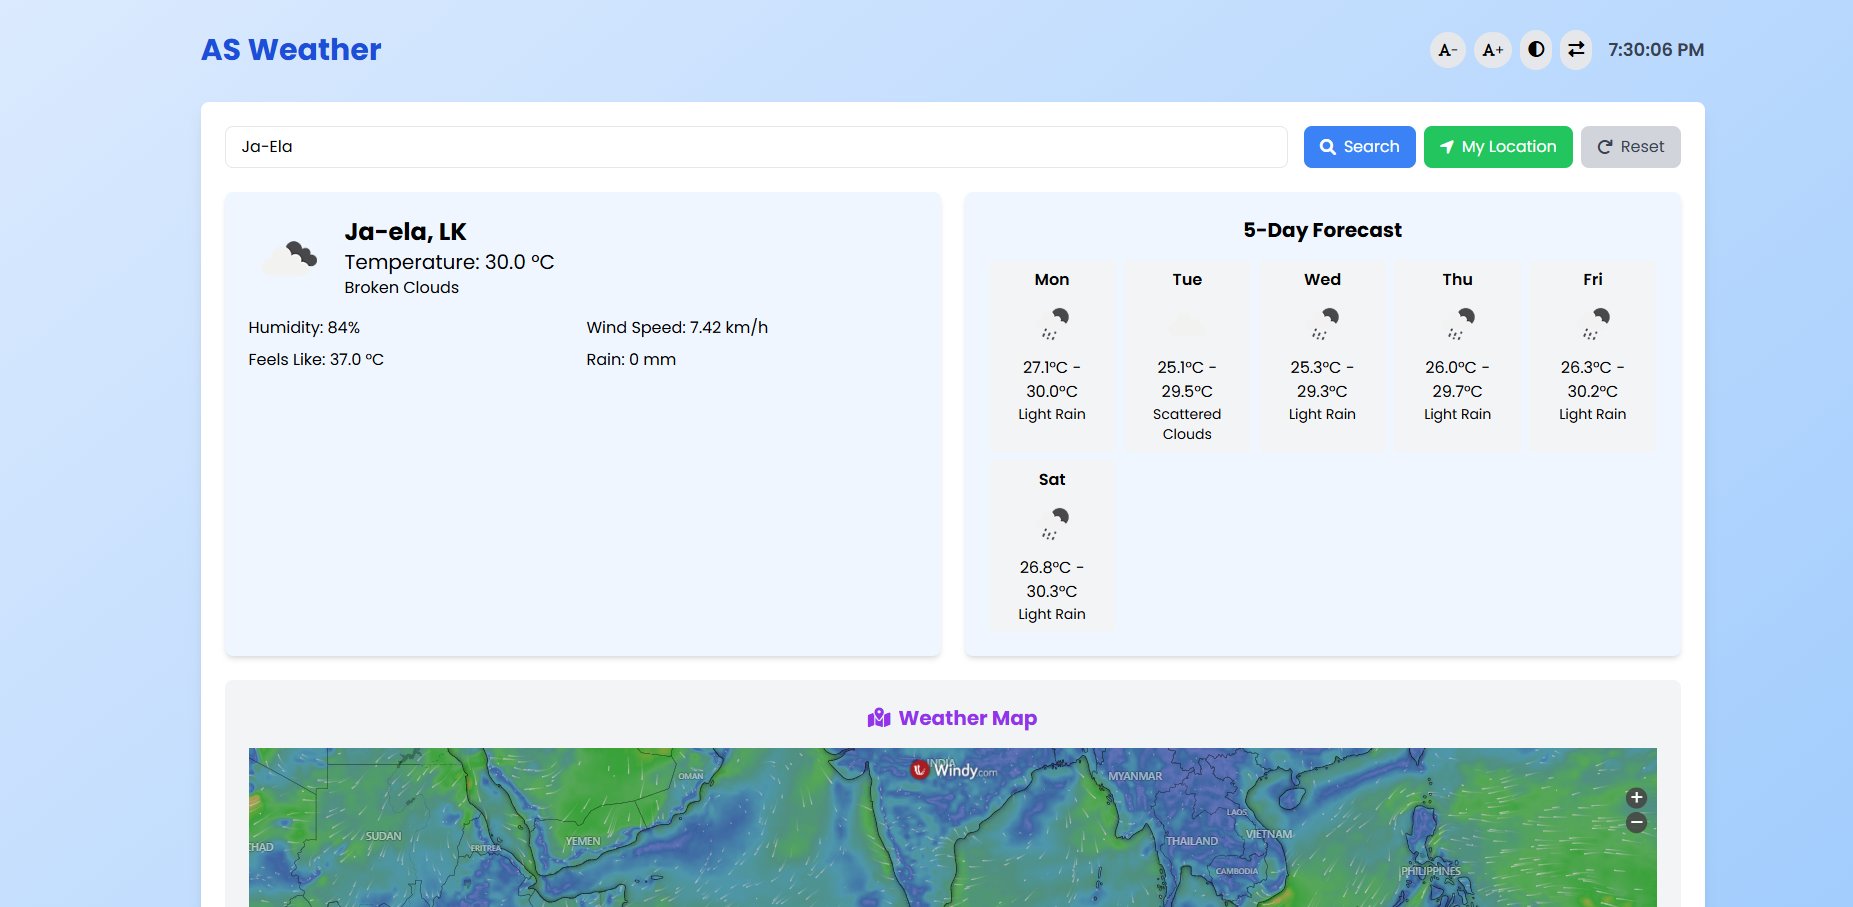 AS Weather
A- A+ 7:30:06 PM
Ja-Ela
Search
My Location
Reset
Ja-ela, LK
Temperature: 30.0 °C
Broken Clouds
Humidity: 84%
Wind Speed: 7.42 km/h
Feels Like: 37.0 °C
Rain: 0 mm
5-Day Forecast
Mon
27.1°C -
30.0°C
Light Rain
Tue
25.1°C -
29.5°C
Scattered
Clouds
Wed
25.3°C -
29.3°C
Light Rain
Thu
26.0°C -
29.7°C
Light Rain
Fri
26.3°C -
30.2°C
Light Rain
Sat
26.8°C -
30.3°C
Light Rain
Weather Map
INDIA
Windy.com
OMAN
MYANMAR
LAOS
SUDAN
YEMEN
ERITREA
CHAD
THAILAND
VIETNAM
CAMBODIA
PHILIPPINES
+
−